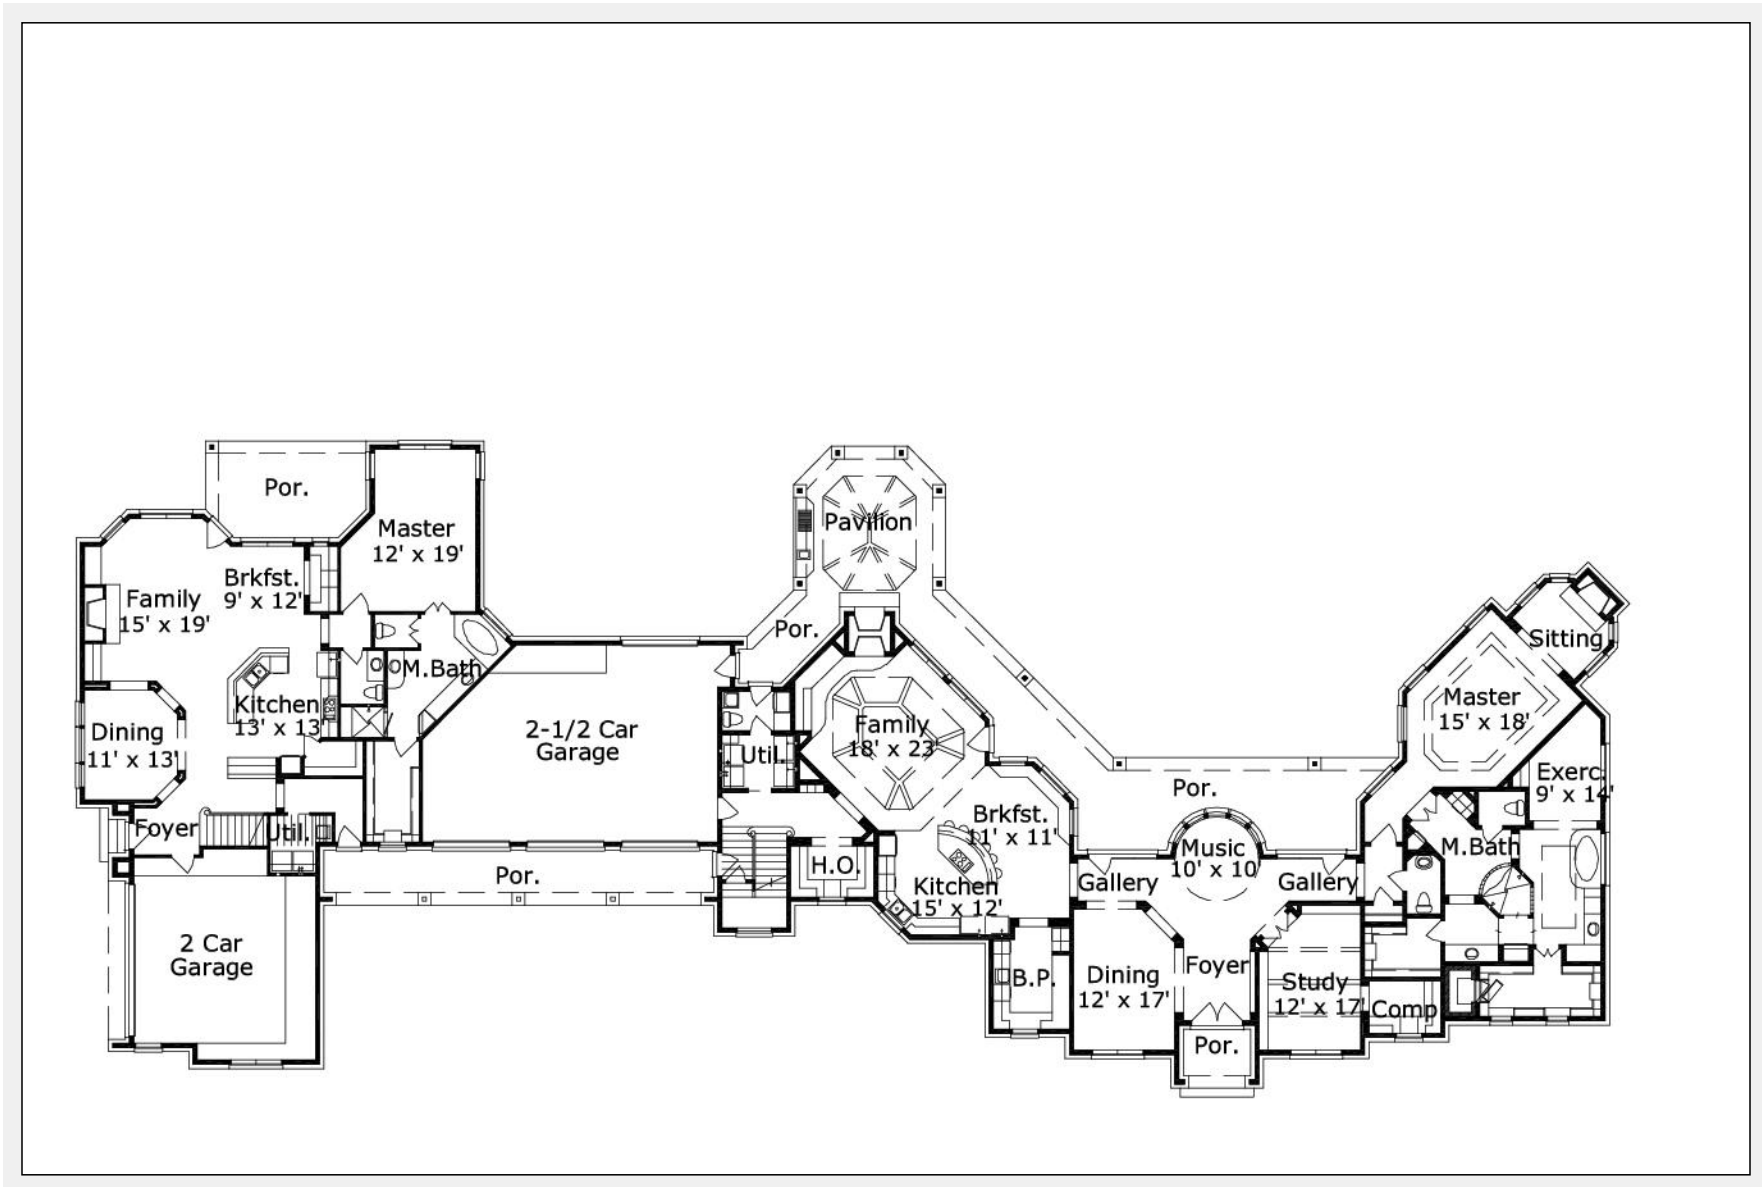 Por.
Master
12' x 19'
Brkfst.
9' x 12'
Family
15' x 19'
M.Bath
Kitchen
13' x 13'
Dining
11' x 13'
Foyer
Util.
2 Car
Garage
2-1/2 Car
Garage
Por.
Pavilion
Por.
Family
18' x 23'
Util.
H.O.
Brkfst.
11' x 11'
Kitchen
15' x 12'
B.P.
Por.
Music
10' x 10'
Gallery
Gallery
Dining
12' x 17'
Foyer
Study
12' x 17'
Por.
Comp
Sitting
Master
15' x 18'
Exerc.
9' x 14'
M.Bath